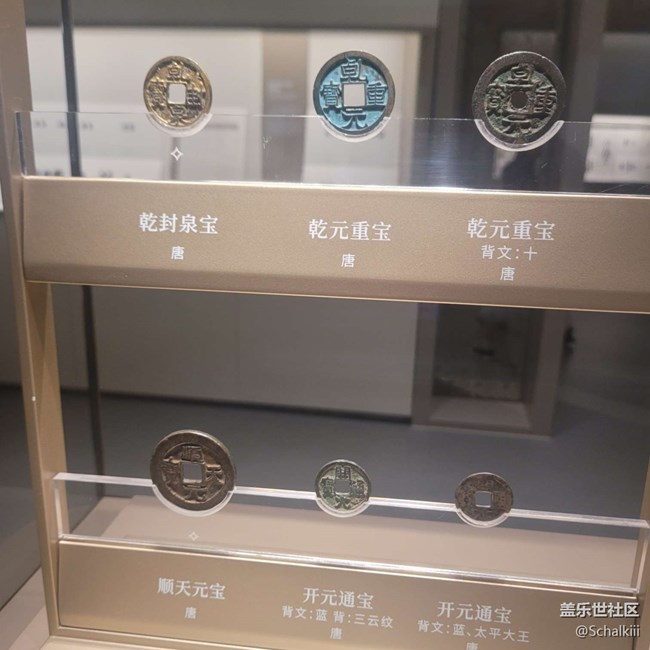 乾封泉宝
唐
乾元重宝
唐
乾元重宝
背文:十
唐
顺天元宝
唐
开元通宝
背文:蓝 背:三云纹
唐
开元通宝
背文:蓝、太平大王
唐
盖乐世社区
@Schalkiii